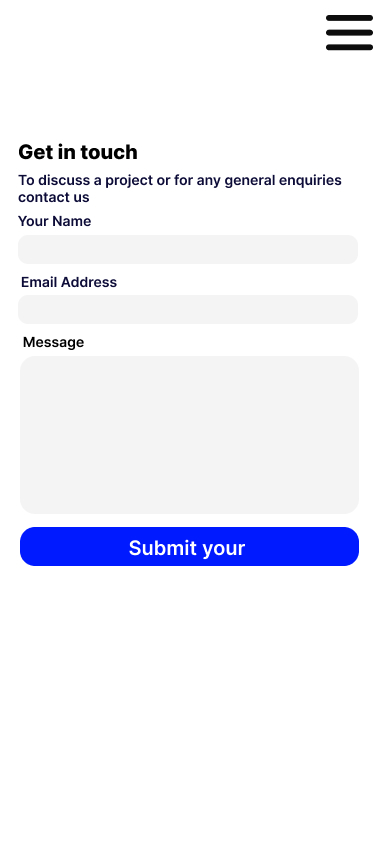 Get in touch
To discuss a project or for any general enquiries
contact us
Your Name
Email Address
Message
Submit your